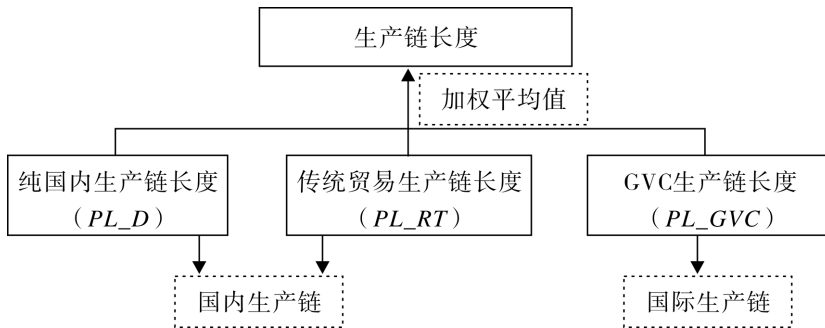 生产链长度
加权平均值
纯国内生产链长度
（PL_D）
传统贸易生产链长度
（PL_RT）
GVC生产链长度
（PL_GVC）
国内生产链
国际生产链